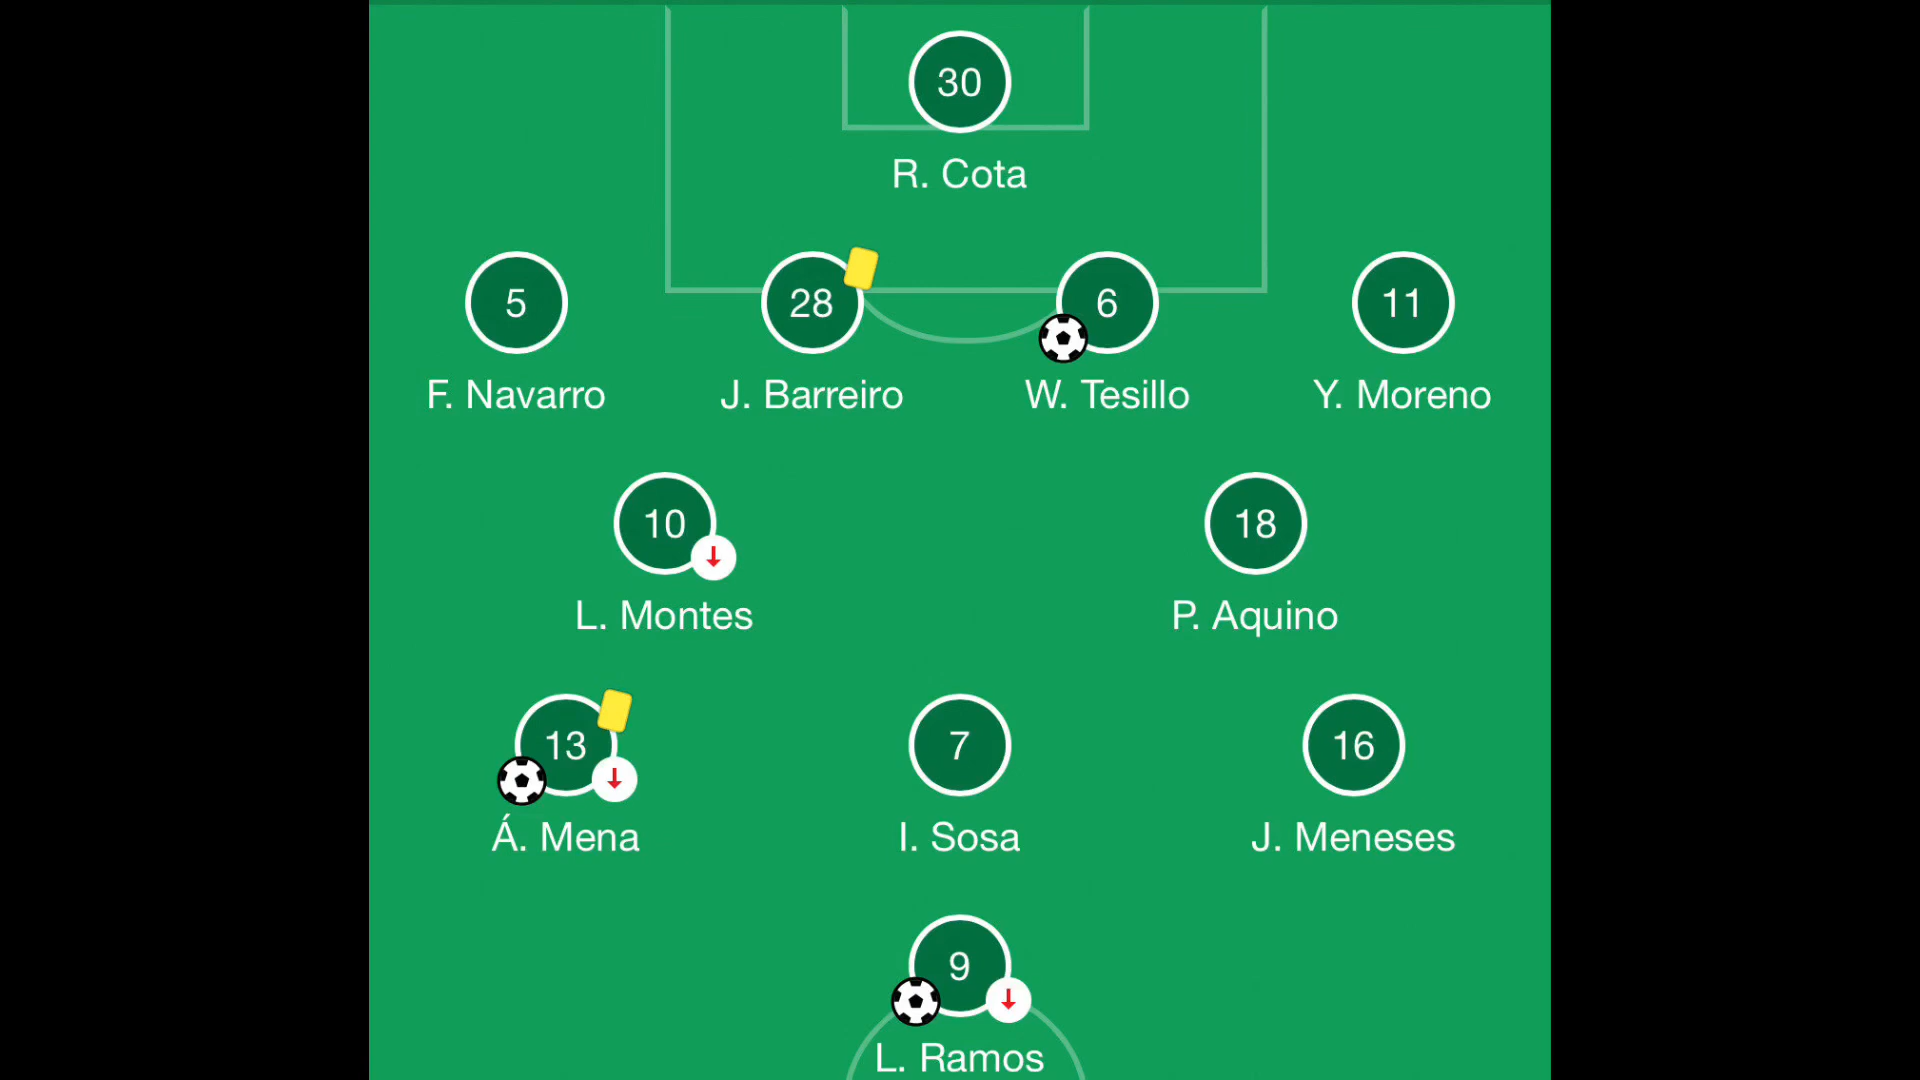 30
R. Cota
5 28 6 11
F. Navarro J. Barreiro W. Tesillo Y. Moreno
10 18
L. Montes P. Aquino
13 7 16
Á. Mena I. Sosa J. Meneses
9
L. Ramos